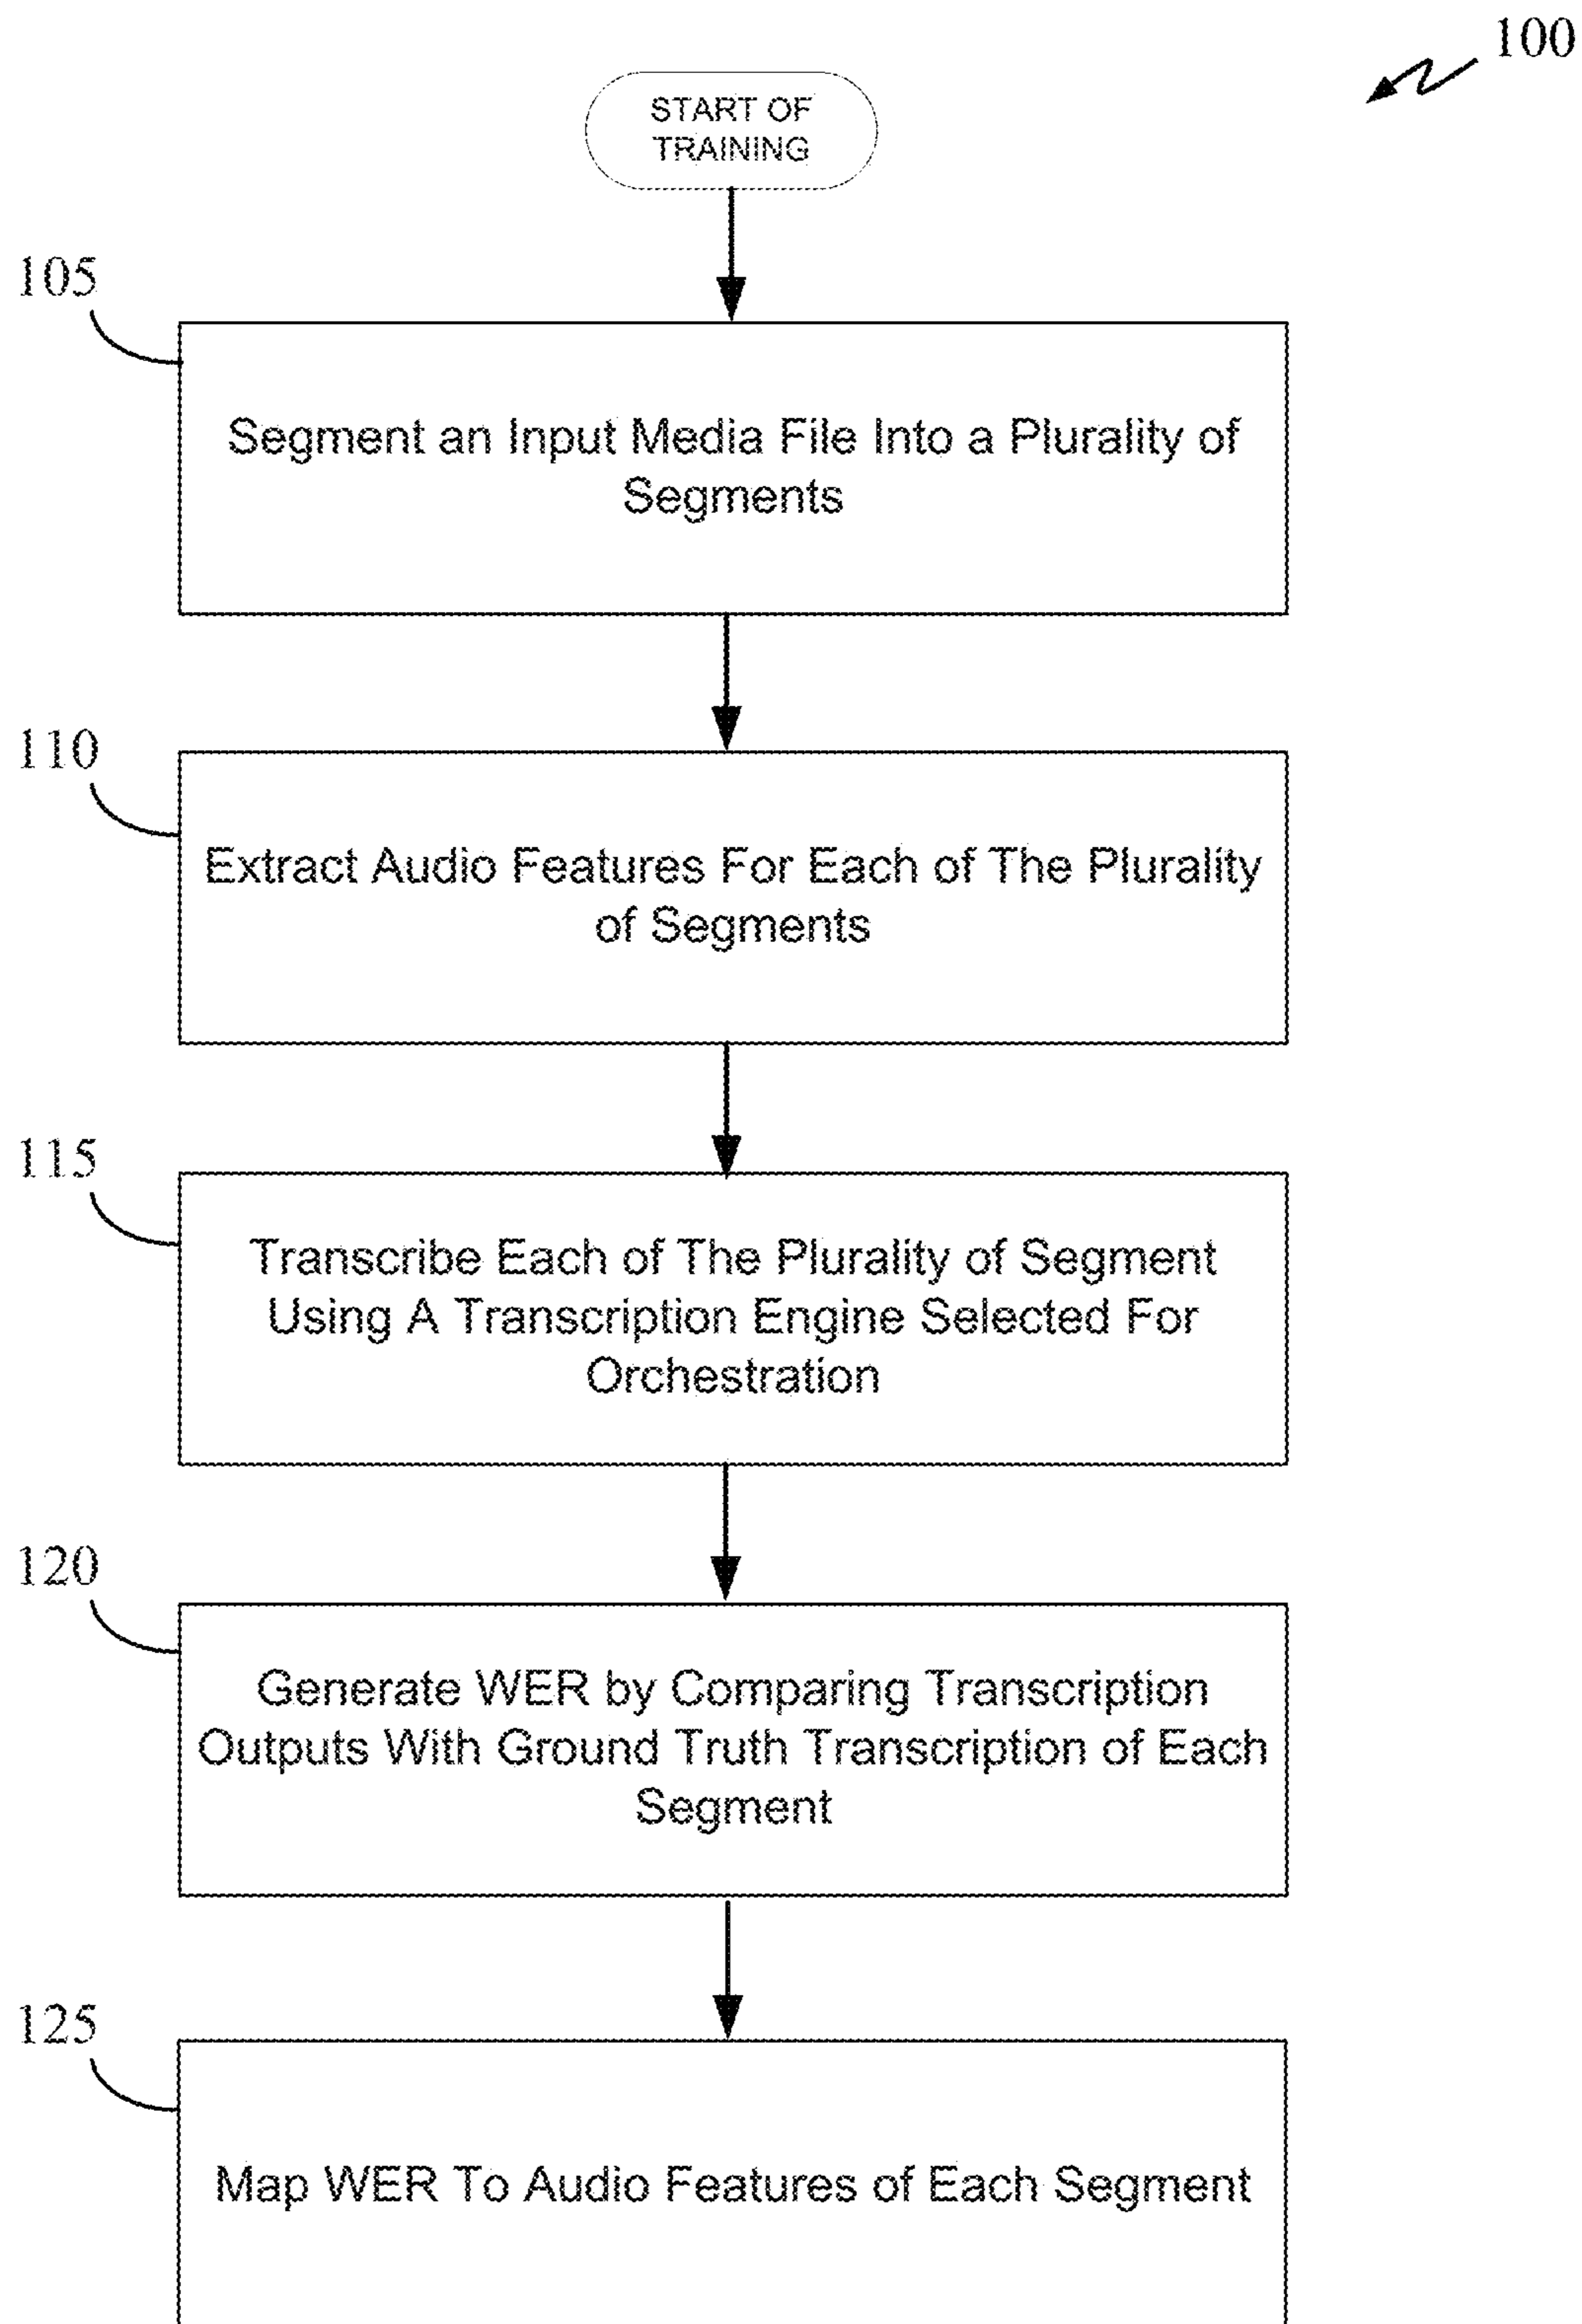 100
START OF
TRAINING
105
Segment an Input Media File Into a Plurality of
Segments
110
Extract Audio Features For Each of The Plurality
of Segments
115
Transcribe Each of The Plurality of Segment
Using A Transcription Engine Selected For
Orchestration
120
Generate WER by Comparing Transcription
Outputs With Ground Truth Transcription of Each
Segment
125
Map WER To Audio Features of Each Segment